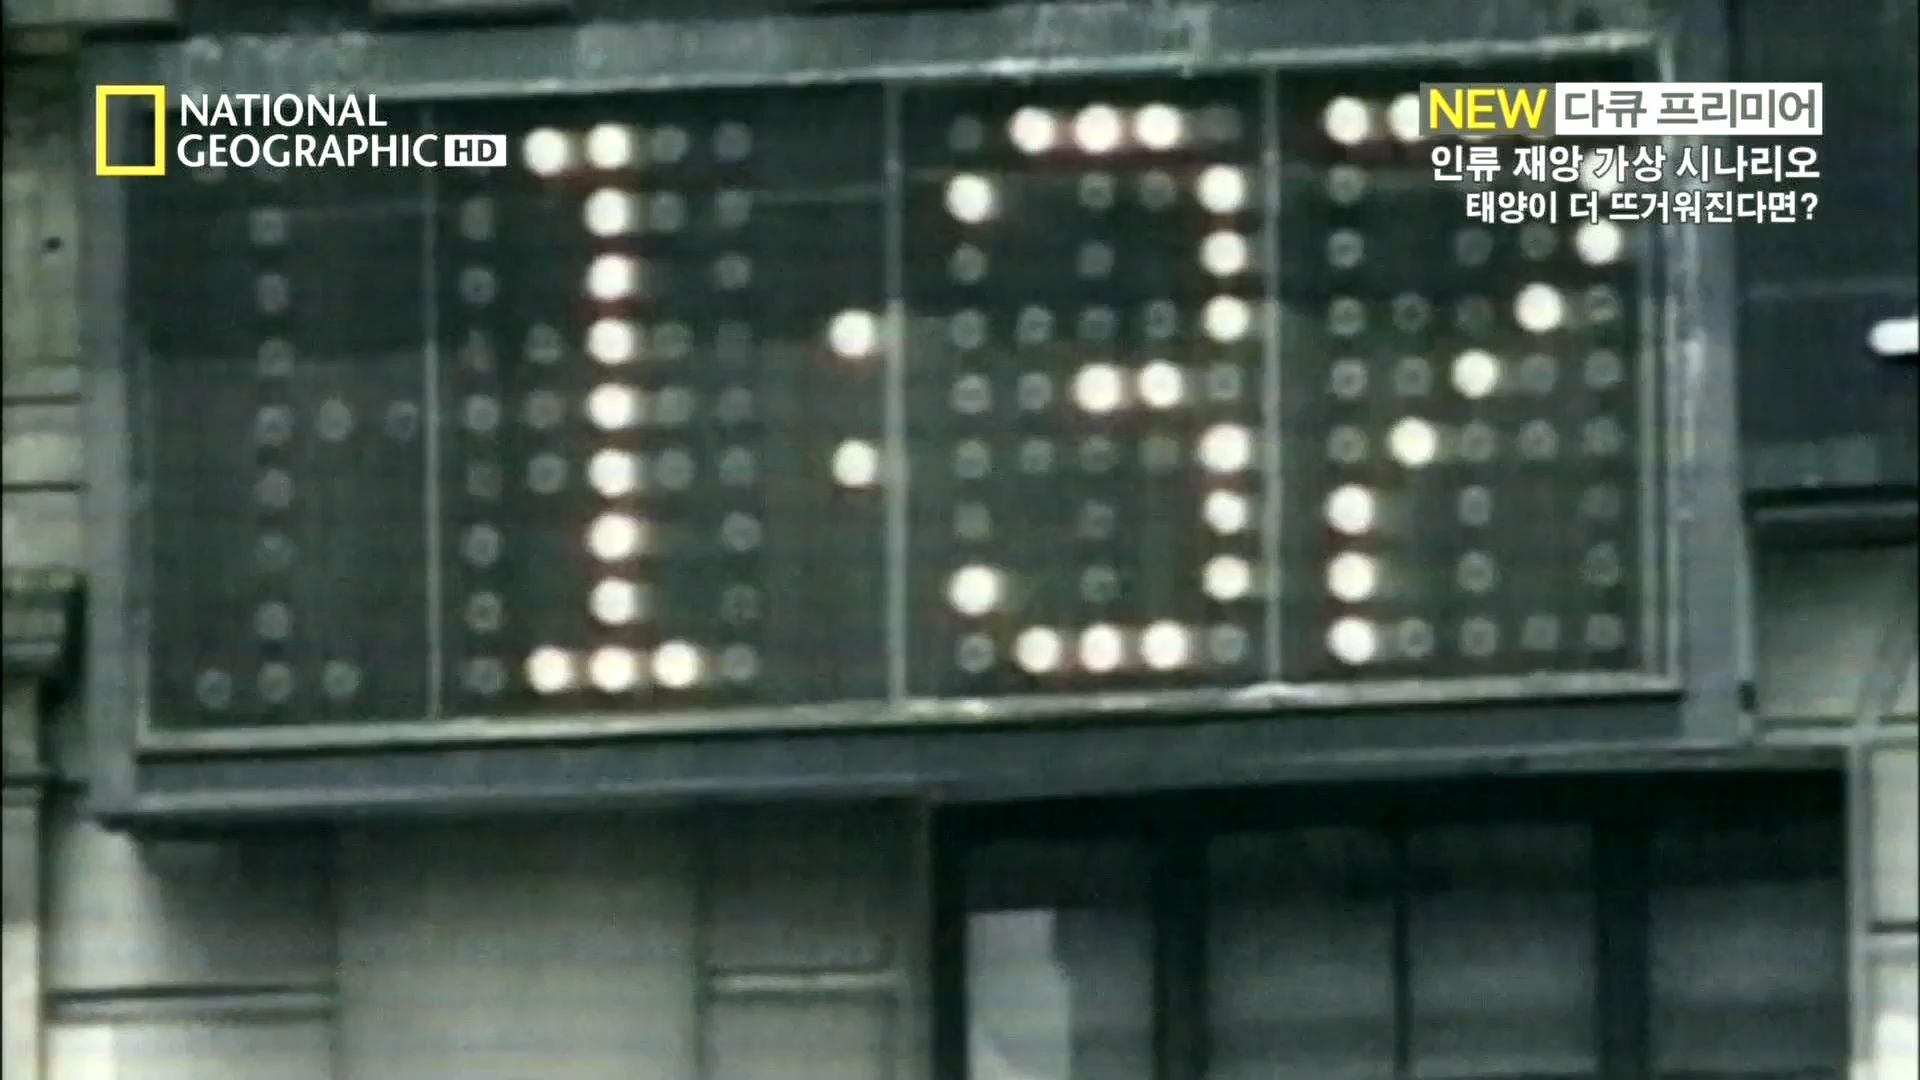 NATIONAL
GEOGRAPHIC HD
NEW 다큐 프리미어
인류 재앙 가상 시나리오
태양이 더 뜨거워진다면?
1:37